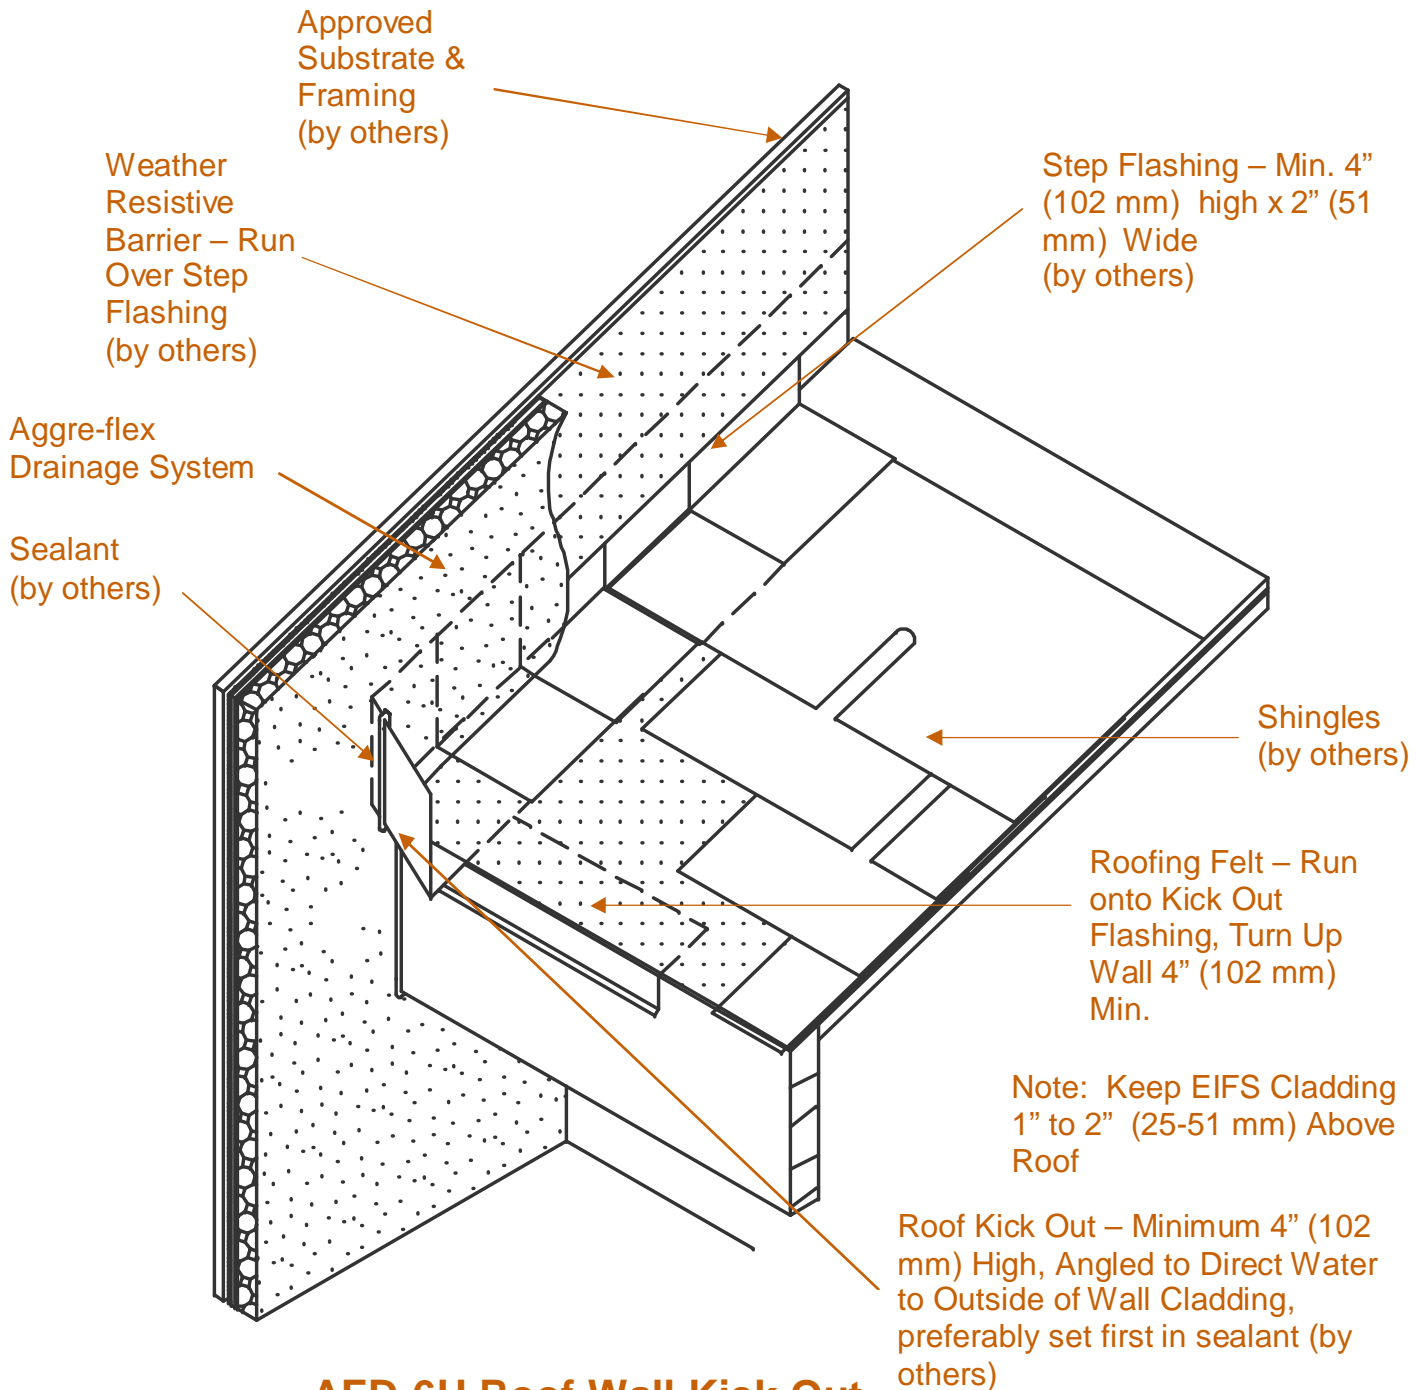 Approved
Substrate &
Framing
(by others)
Weather
Resistive
Barrier – Run
Over Step
Flashing
(by others)
Step Flashing – Min. 4”
(102 mm)  high x 2” (51
mm)  Wide
(by others)
Aggre-flex
Drainage System
Sealant
(by others)
Shingles
(by others)
Roofing Felt – Run
onto Kick Out
Flashing, Turn Up
Wall 4” (102 mm)
Min.
Note:  Keep EIFS Cladding
1” to 2”  (25-51 mm) Above
Roof
Roof Kick Out – Minimum 4” (102
mm) High, Angled to Direct Water
to Outside of Wall Cladding,
preferably set first in sealant (by
others)
Roof Wall Kick Out